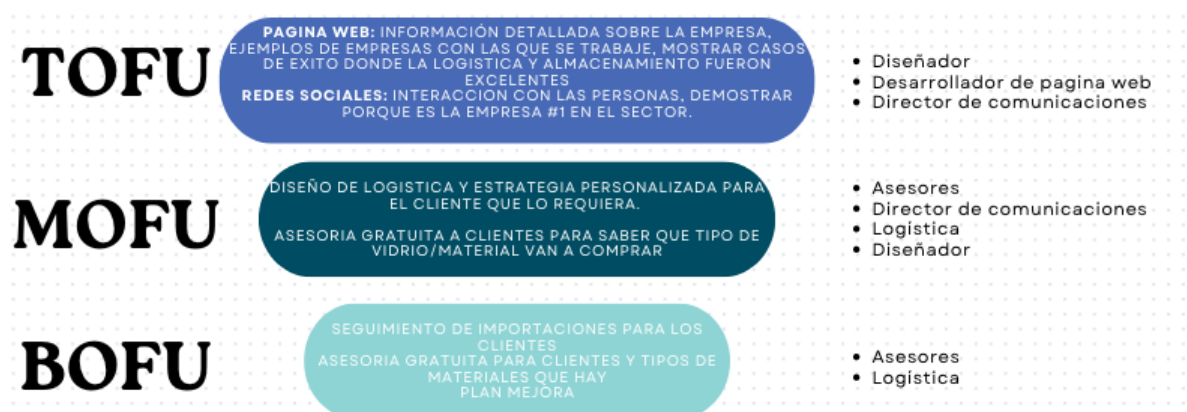 TOFU
PAGINA WEB: INFORMACIÓN DETALLADA SOBRE LA EMPRESA,
EJEMPLOS DE EMPRESAS CON LAS QUE SE TRABAJE, MOSTRAR CASOS
DE EXITO DONDE LA LOGISTICA Y ALMACENAMIENTO FUERON
EXCELENTES
REDES SOCIALES: INTERACCION CON LAS PERSONAS, DEMOSTRAR
PORQUE ES LA EMPRESA #1 EN EL SECTOR.
• Diseñador
• Desarrollador de pagina web
• Director de comunicaciones
MOFU
DISEÑO DE LOGISTICA Y ESTRATEGIA PERSONALIZADA PARA
EL CLIENTE QUE LO REQUIERA.
ASESORIA GRATUITA A CLIENTES PARA SABER QUE TIPO DE
VIDRIO/MATERIAL VAN A COMPRAR
• Asesores
• Director de comunicaciones
• Logística
• Diseñador
BOFU
SEGUIMIENTO DE IMPORTACIONES PARA LOS
CLIENTES
ASESORIA GRATUITA PARA CLIENTES Y TIPOS DE
MATERIALES QUE HAY
PLAN MEJORA
• Asesores
• Logística